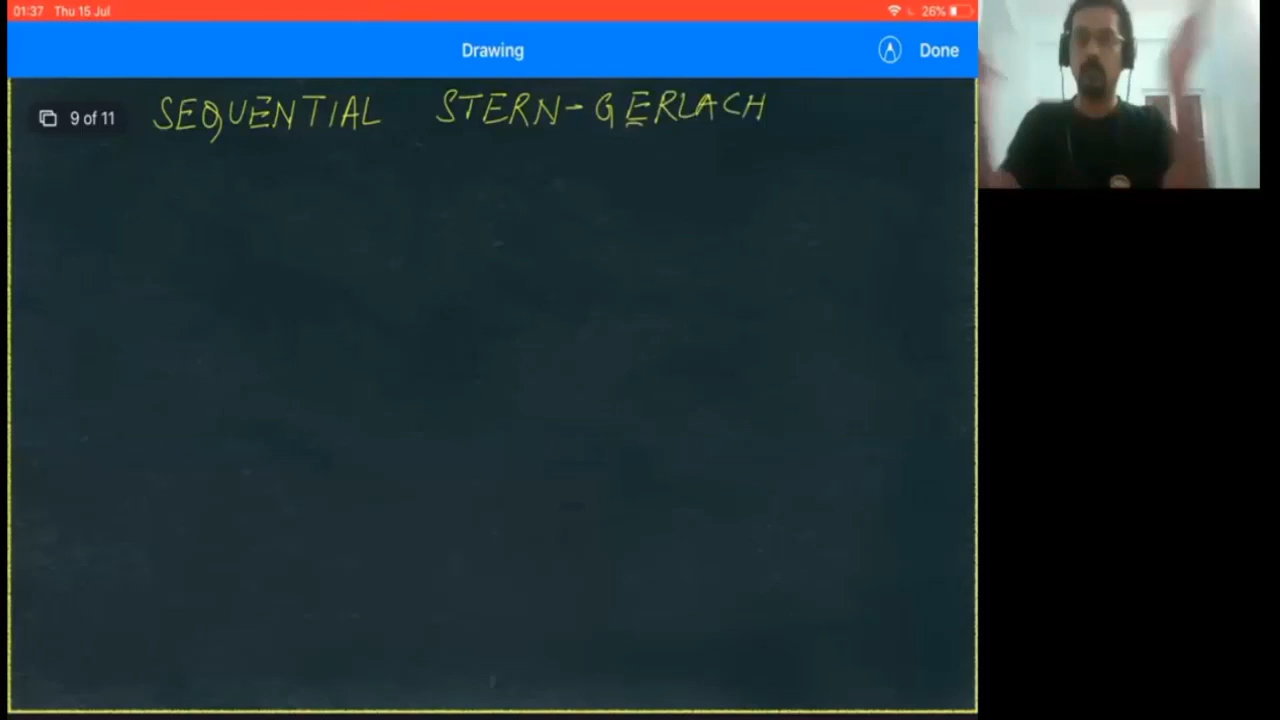 01:37 Thu 15 Jul 26%
Drawing Done
9 of 11
SEQUENTIAL STERN-GERLACH